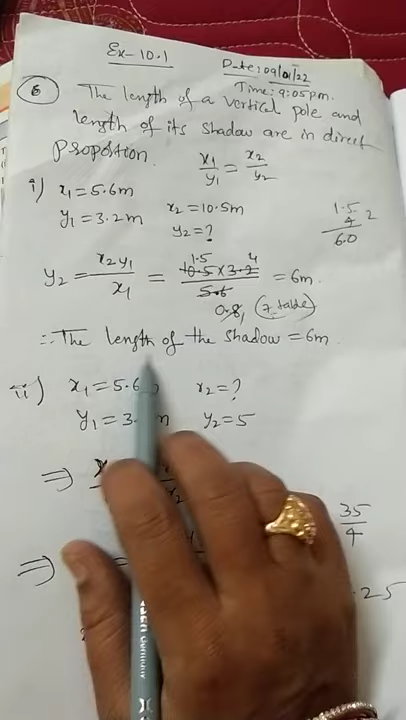 Ex-10.1
Date: 09/01/22
Time: 9:05pm.
6 The length of a vertical pole and
length of its shadow are in direct
proportion. x₁/y₁ = x₂/y₂
i) x₁=5.6m
y₁=3.2m x₂=10.5m
y₂=?
1.5
4 2
6.0
y₂ = x₂y₁/x₁ = 10.5×3.2/5.6 = 6m.
1.5 4
0.8, (7 table)
∴ The length of the shadow = 6m.
ii) x₁=5.6 x₂=?
y₁=3. m y₂=5
⇒
35/4
⇒ =
.25